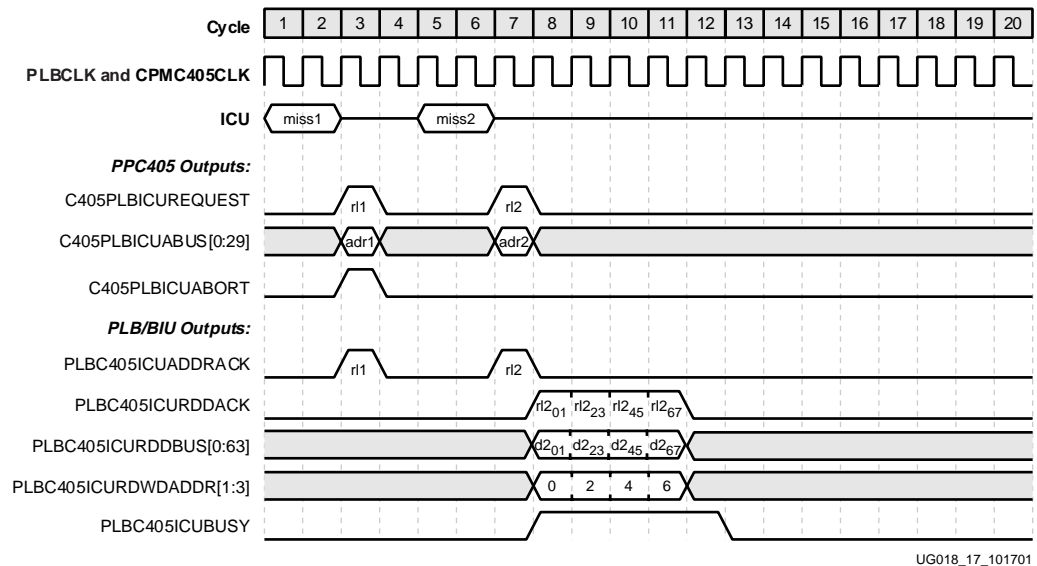 Cycle 1 2 3 4 5 6 7 8 9 10 11 12 13 14 15 16 17 18 19 20
PLBCLK and CPMC405CLK
ICU miss1 miss2
PPC405 Outputs:
C405PLBICUREQUEST rl1 rl2
C405PLBICUABUS[0:29] adr1 adr2
C405PLBICUABORT
PLB/BIU Outputs:
PLBC405ICUADDRACK rl1 rl2
PLBC405ICURDDACK rl2₀₁ rl2₂₃ rl2₄₅ rl2₆₇
PLBC405ICURDDBUS[0:63] d2₀₁ d2₂₃ d2₄₅ d2₆₇
PLBC405ICURDWDADDR[1:3] 0 2 4 6
PLBC405ICUBUSY
UG018_17_101701